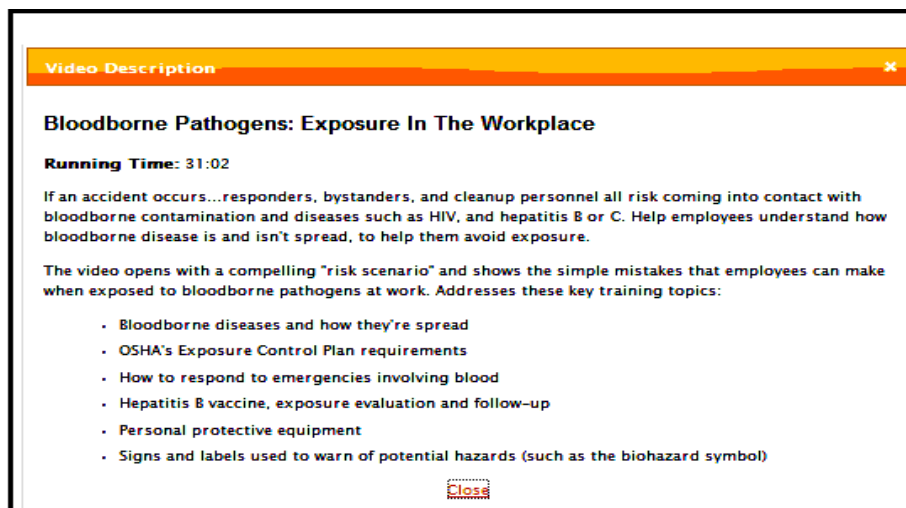 Video Description
Bloodborne Pathogens: Exposure In The Workplace
Running Time: 31:02
If an accident occurs...responders, bystanders, and cleanup personnel all risk coming into contact with
bloodborne contamination and diseases such as HIV, and hepatitis B or C. Help employees understand how
bloodborne disease is and isn't spread, to help them avoid exposure.
The video opens with a compelling "risk scenario" and shows the simple mistakes that employees can make
when exposed to bloodborne pathogens at work. Addresses these key training topics:
• Bloodborne diseases and how they're spread
• OSHA's Exposure Control Plan requirements
• How to respond to emergencies involving blood
• Hepatitis B vaccine, exposure evaluation and follow-up
• Personal protective equipment
• Signs and labels used to warn of potential hazards (such as the biohazard symbol)
Close